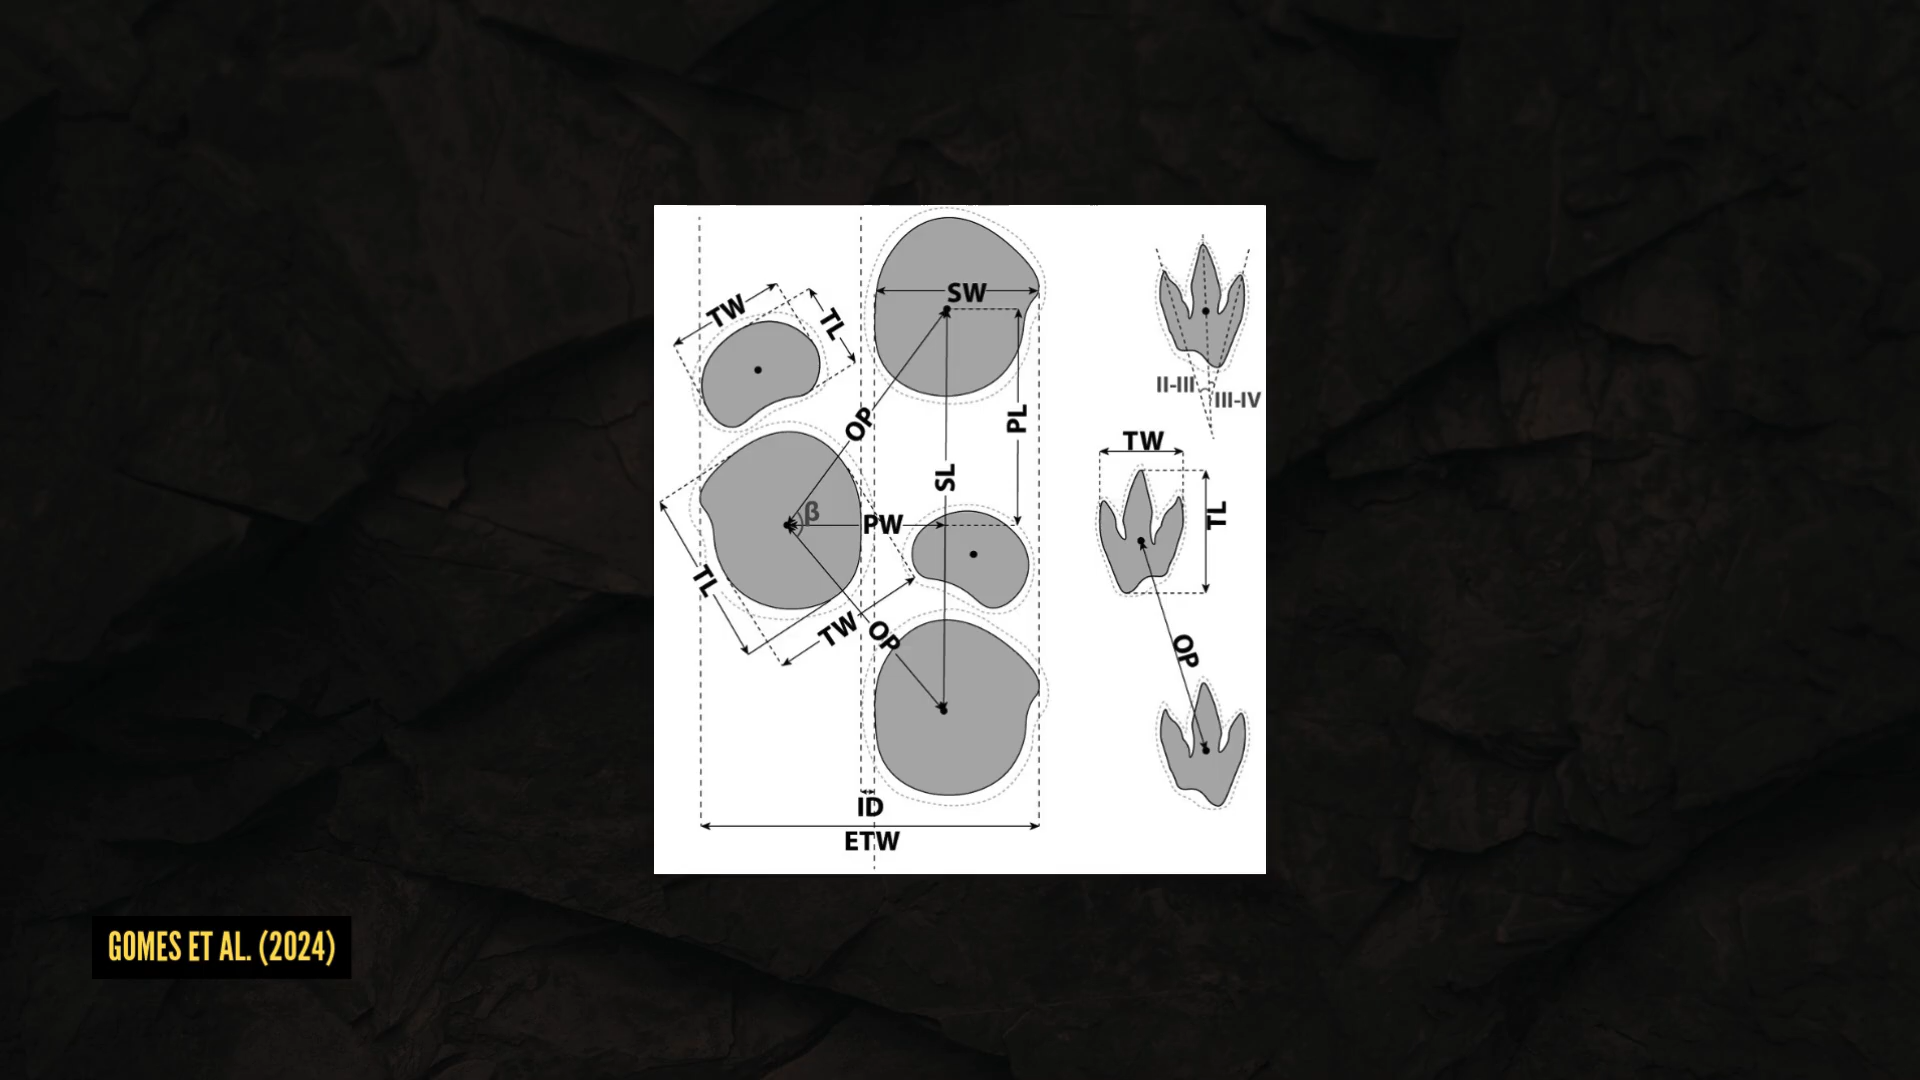 SW
TW
TL
II-III
III-IV
OP
PL
TW
SL
TL
β
PW
TL
TW
OP
OP
ID
ETW
GOMES ET AL. (2024)